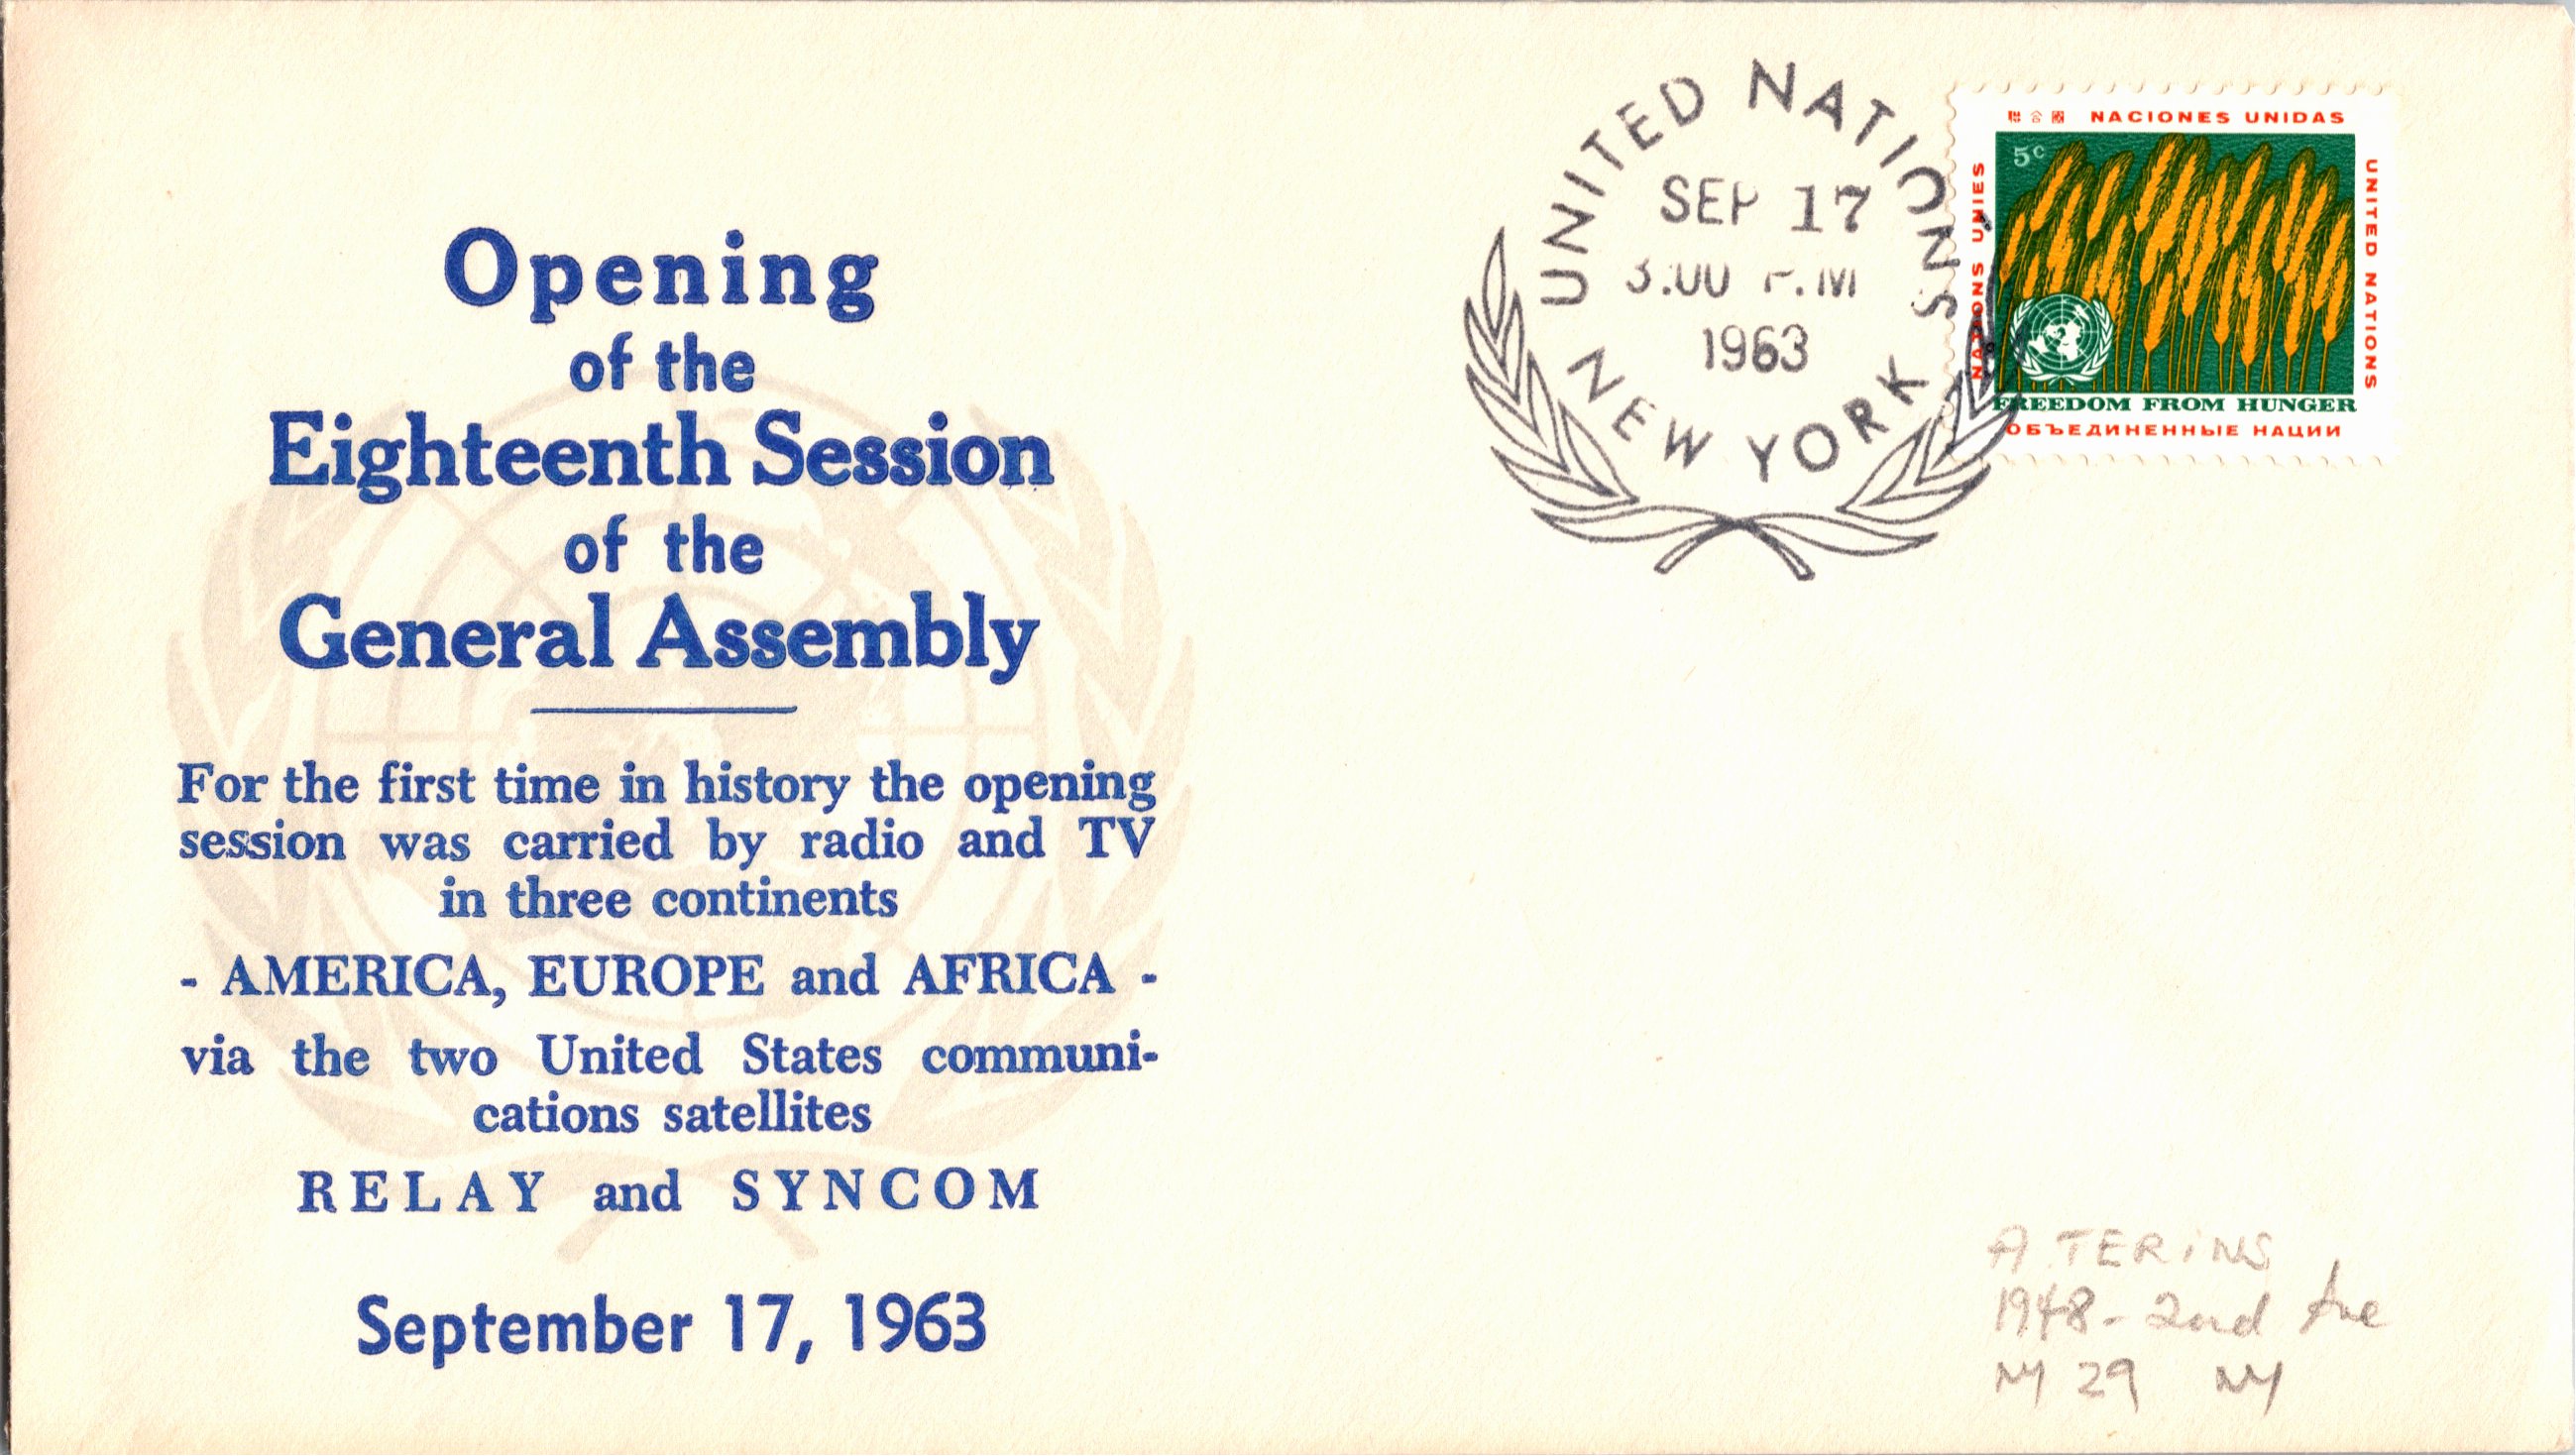 Opening
of the
Eighteenth Session
of the
General Assembly
For the first time in history the opening
session was carried by radio and TV
in three continents
- AMERICA, EUROPE and AFRICA -
via the two United States communi-
cations satellites
RELAY and SYNCOM
September 17, 1963
UNITED NATIONS
SEP 17
3:00 P.M
1963
NEW YORK
NACIONES UNIDAS
5c
NATIONS UNIES
UNITED NATIONS
FREEDOM FROM HUNGER
ОБЪЕДИНЕННЫЕ НАЦИИ
A. TERINS
1948 - 2nd Ave
NY 29 NY